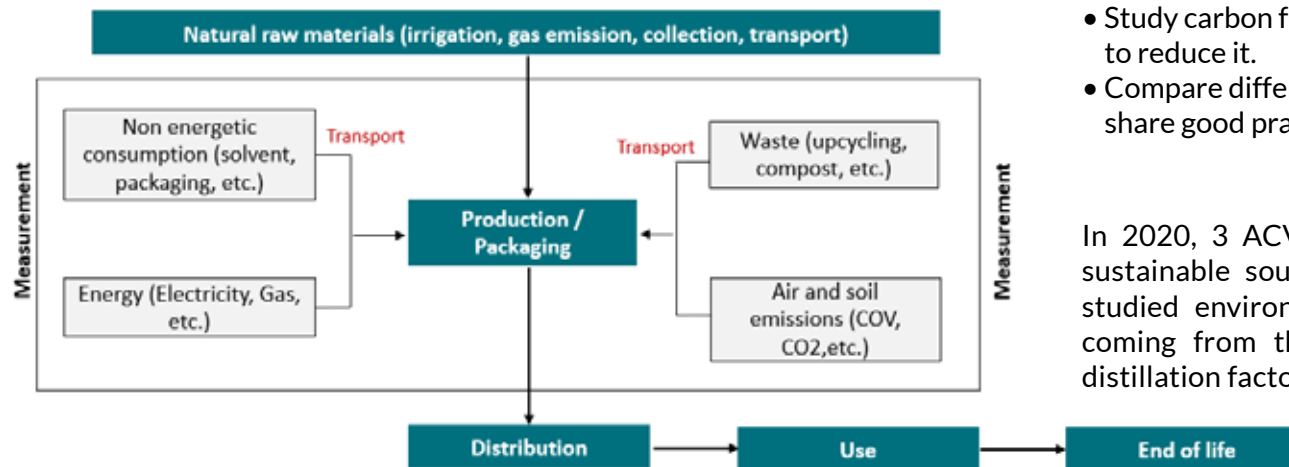 Natural raw materials (irrigation, gas emission, collection, transport)
Measurement
Non energetic
consumption (solvent,
packaging, etc.)
Transport
Energy (Electricity, Gas,
etc.)
Production /
Packaging
Transport
Waste (upcycling,
compost, etc.)
Air and soil
emissions (COV,
CO2,etc.)
Measurement
Distribution
Use
End of life
• Study carbon f
to reduce it.
• Compare diffe
share good pra
In 2020, 3 ACV
sustainable sou
studied environ
coming from th
distillation facto